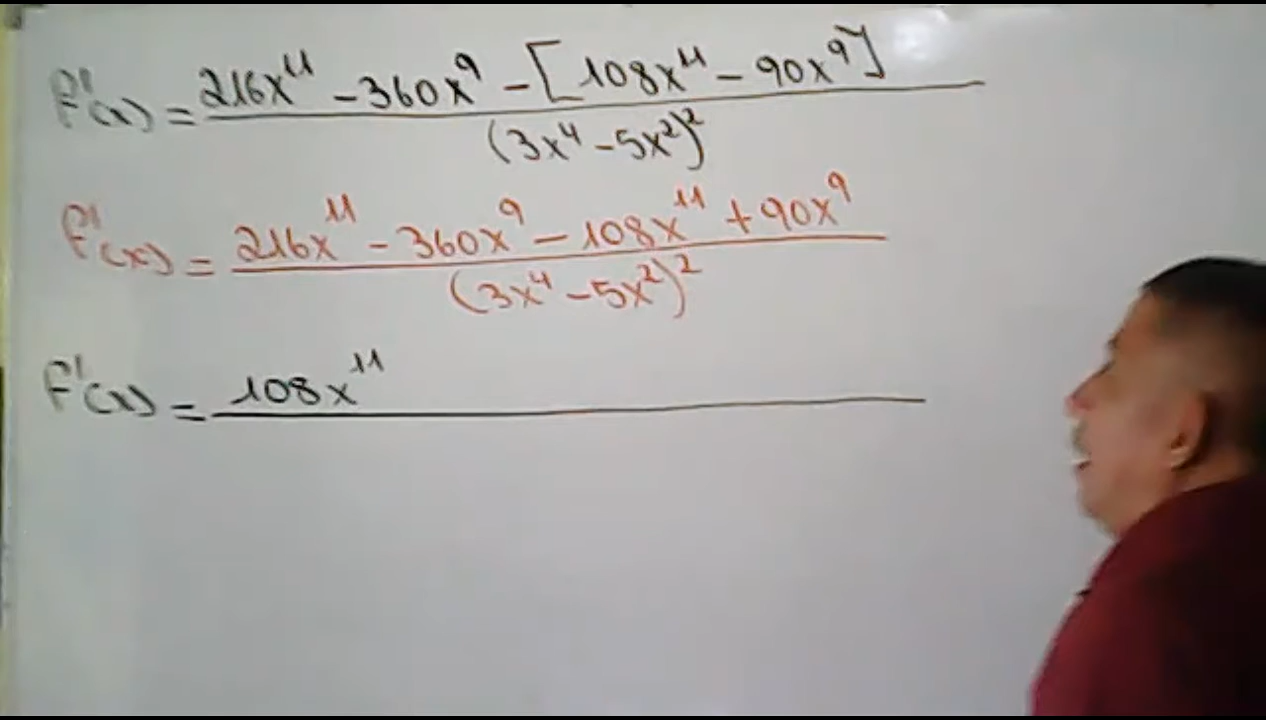 f'(x) = 216x¹¹ - 360x⁹ - [108x¹¹ - 90x⁹]
(3x⁴ - 5x²)²
f'(x) = 216x¹¹ - 360x⁹ - 108x¹¹ + 90x⁹
(3x⁴ - 5x²)²
f'(x) = 108x¹¹